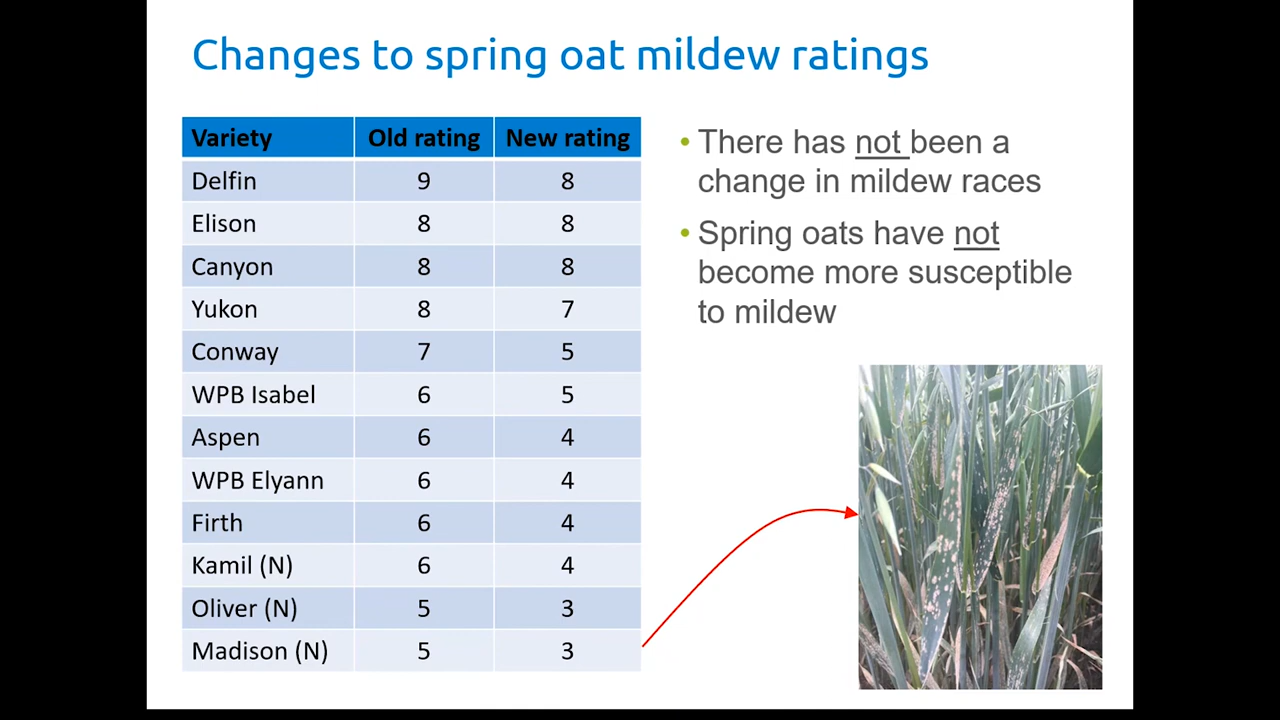 Changes to spring oat mildew ratings
Variety Old rating New rating
Delfin 9 8
Elison 8 8
Canyon 8 8
Yukon 8 7
Conway 7 5
WPB Isabel 6 5
Aspen 6 4
WPB Elyann 6 4
Firth 6 4
Kamil (N) 6 4
Oliver (N) 5 3
Madison (N) 5 3
• There has not been a
change in mildew races
• Spring oats have not
become more susceptible
to mildew